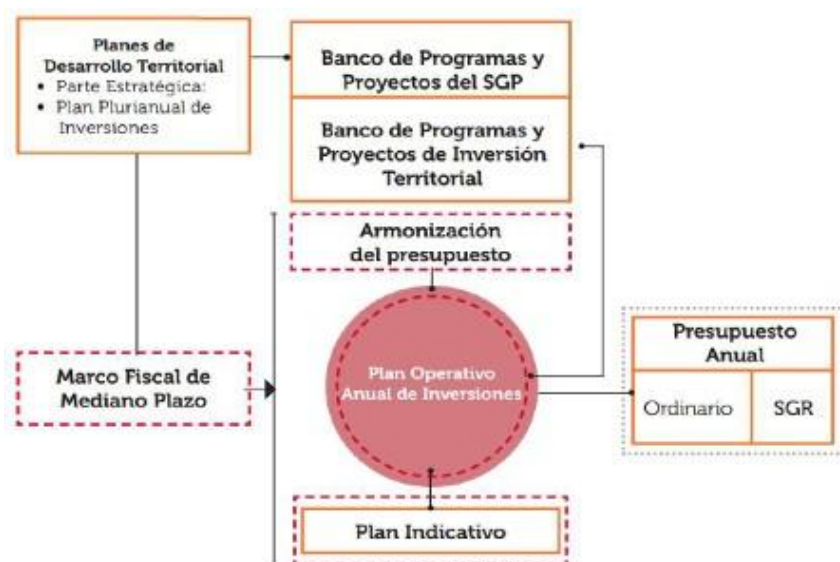 Planes de
Desarrollo Territorial
• Parte Estratégica:
• Plan Plurianual de
Inversiones
Banco de Programas y
Proyectos del SGP
Banco de Programas y
Proyectos de Inversión
Territorial
Armonización
del presupuesto
Marco Fiscal de
Mediano Plazo
Plan Operativo
Anual de Inversiones
Presupuesto
Anual
Ordinario
SGR
Plan Indicativo